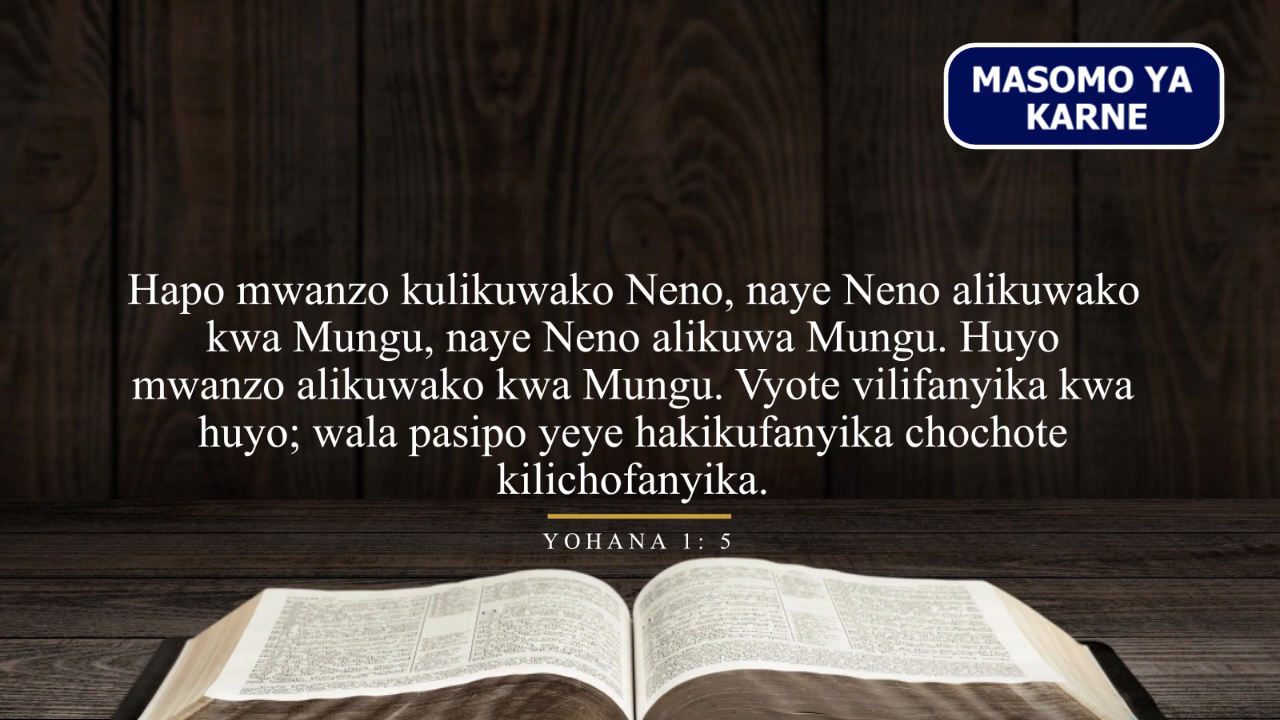 MASOMO YA
KARNE
Hapo mwanzo kulikuwako Neno, naye Neno alikuwako
kwa Mungu, naye Neno alikuwa Mungu. Huyo
mwanzo alikuwako kwa Mungu. Vyote vilifanyika kwa
huyo; wala pasipo yeye hakikufanyika chochote
kilichofanyika.
YOHANA 1: 5